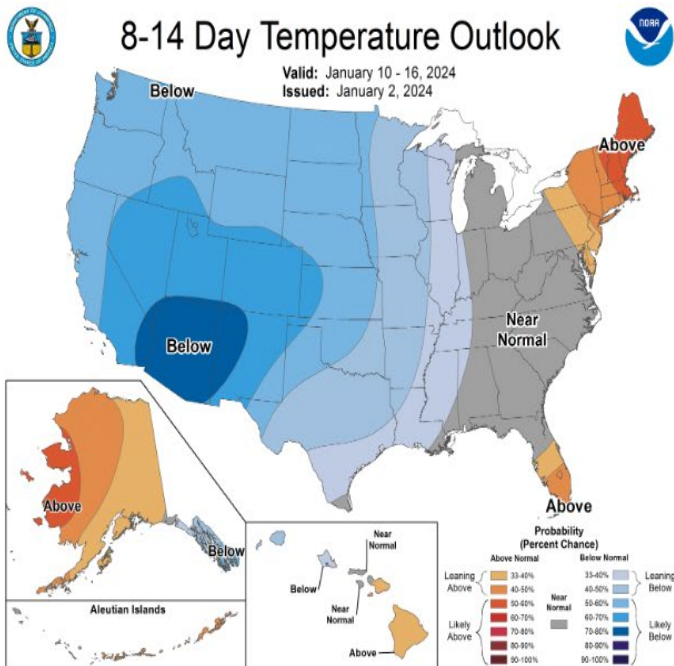 8-14 Day Temperature Outlook
Valid: January 10 - 16, 2024
Issued: January 2, 2024
NOAA
Below
Above
Below
Near
Normal
Above
Above
Below
Aleutian Islands
Near
Normal
Below
Near
Normal
Above
Probability
(Percent Chance)
Above Normal
Below Normal
Leaning
Above
33-40%
40-50%
Likely
Above
50-60%
60-70%
70-80%
80-90%
90-100%
Near
Normal
33-40%
40-50%
Leaning
Below
50-60%
60-70%
70-80%
80-90%
90-100%
Likely
Below